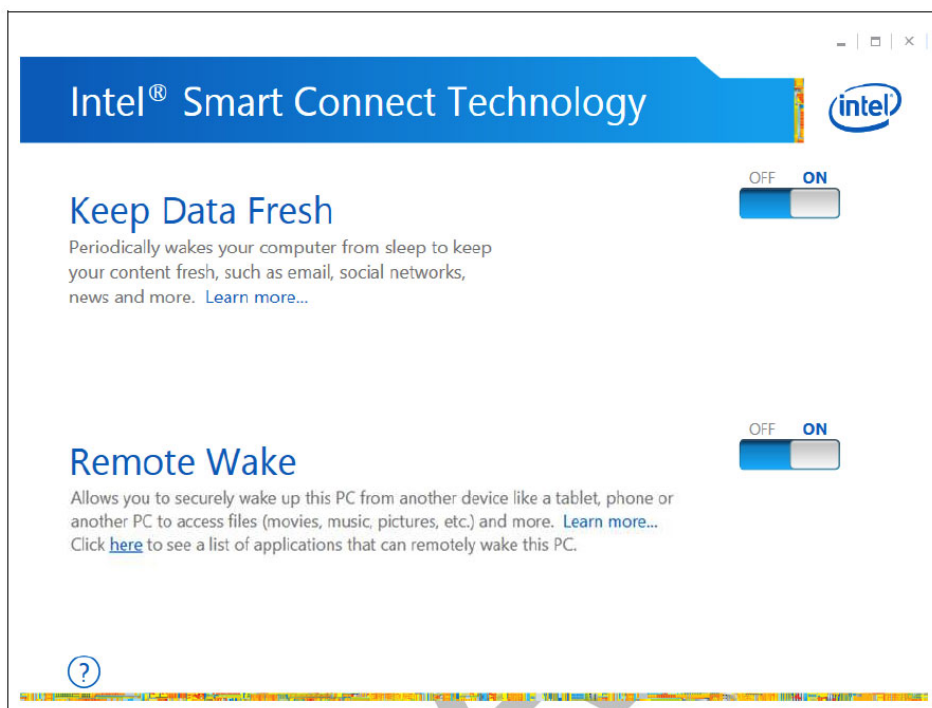 Intel® Smart Connect Technology
intel
OFF ON
Keep Data Fresh
Periodically wakes your computer from sleep to keep
your content fresh, such as email, social networks,
news and more. Learn more...
OFF ON
Remote Wake
Allows you to securely wake up this PC from another device like a tablet, phone or
another PC to access files (movies, music, pictures, etc.) and more. Learn more...
Click here to see a list of applications that can remotely wake this PC.
?